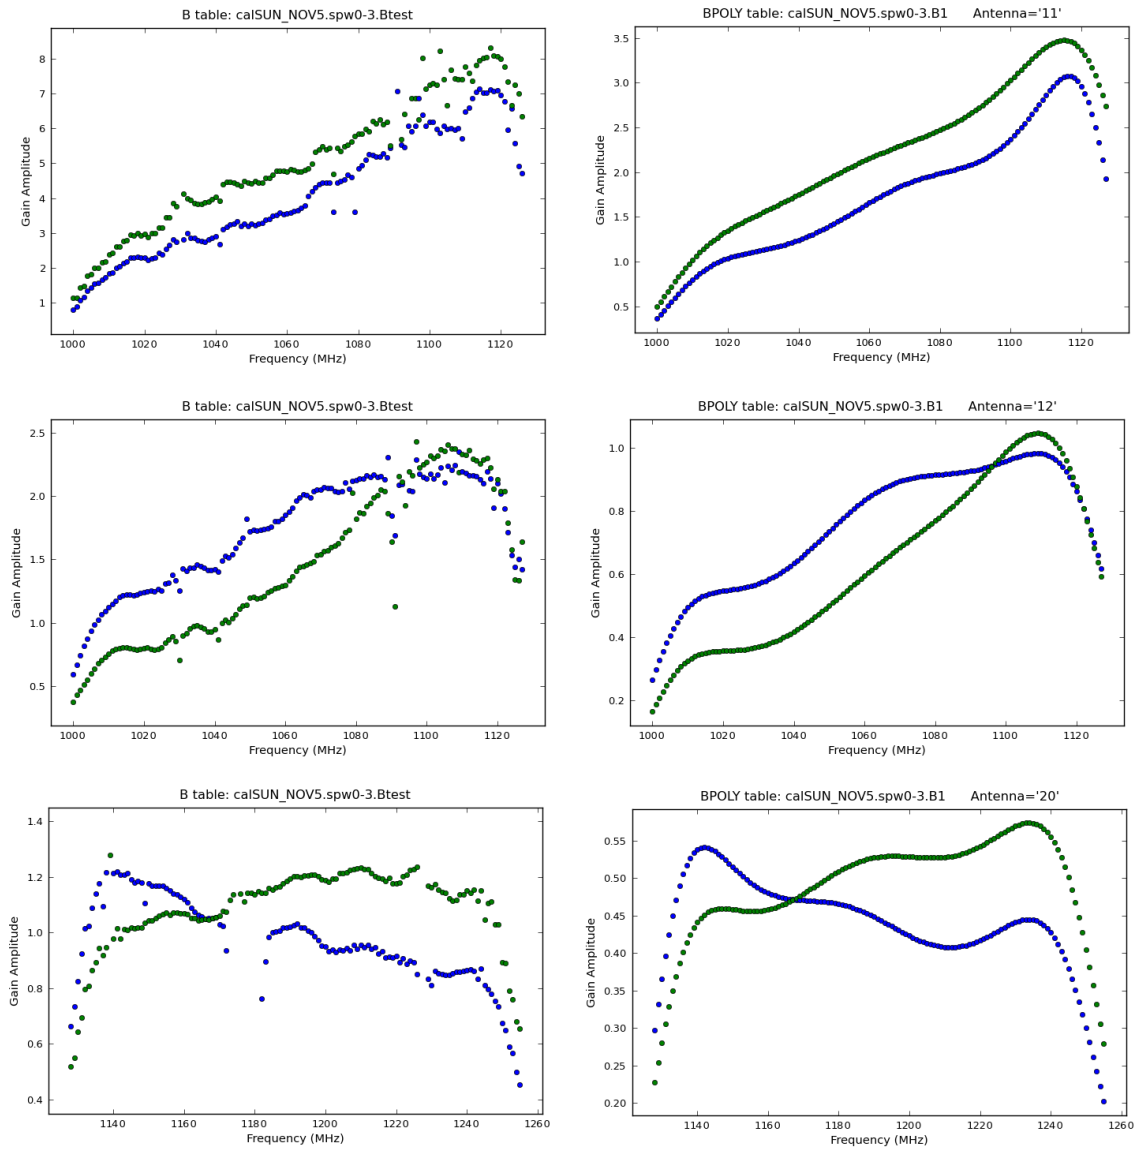 B table: calSUN_NOV5.spw0-3.Btest
8
7
6
5
4
3
2
1
Gain Amplitude
1000 1020 1040 1060 1080 1100 1120
Frequency (MHz)
BPOLY table: calSUN_NOV5.spw0-3.B1 Antenna='11'
3.5
3.0
2.5
2.0
1.5
1.0
0.5
Gain Amplitude
1000 1020 1040 1060 1080 1100 1120
Frequency (MHz)
B table: calSUN_NOV5.spw0-3.Btest
2.5
2.0
1.5
1.0
0.5
Gain Amplitude
1000 1020 1040 1060 1080 1100 1120
Frequency (MHz)
BPOLY table: calSUN_NOV5.spw0-3.B1 Antenna='12'
1.0
0.8
0.6
0.4
0.2
Gain Amplitude
1000 1020 1040 1060 1080 1100 1120
Frequency (MHz)
B table: calSUN_NOV5.spw0-3.Btest
1.4
1.2
1.0
0.8
0.6
0.4
Gain Amplitude
1140 1160 1180 1200 1220 1240 1260
Frequency (MHz)
BPOLY table: calSUN_NOV5.spw0-3.B1 Antenna='20'
0.55
0.50
0.45
0.40
0.35
0.30
0.25
0.20
Gain Amplitude
1140 1160 1180 1200 1220 1240 1260
Frequency (MHz)